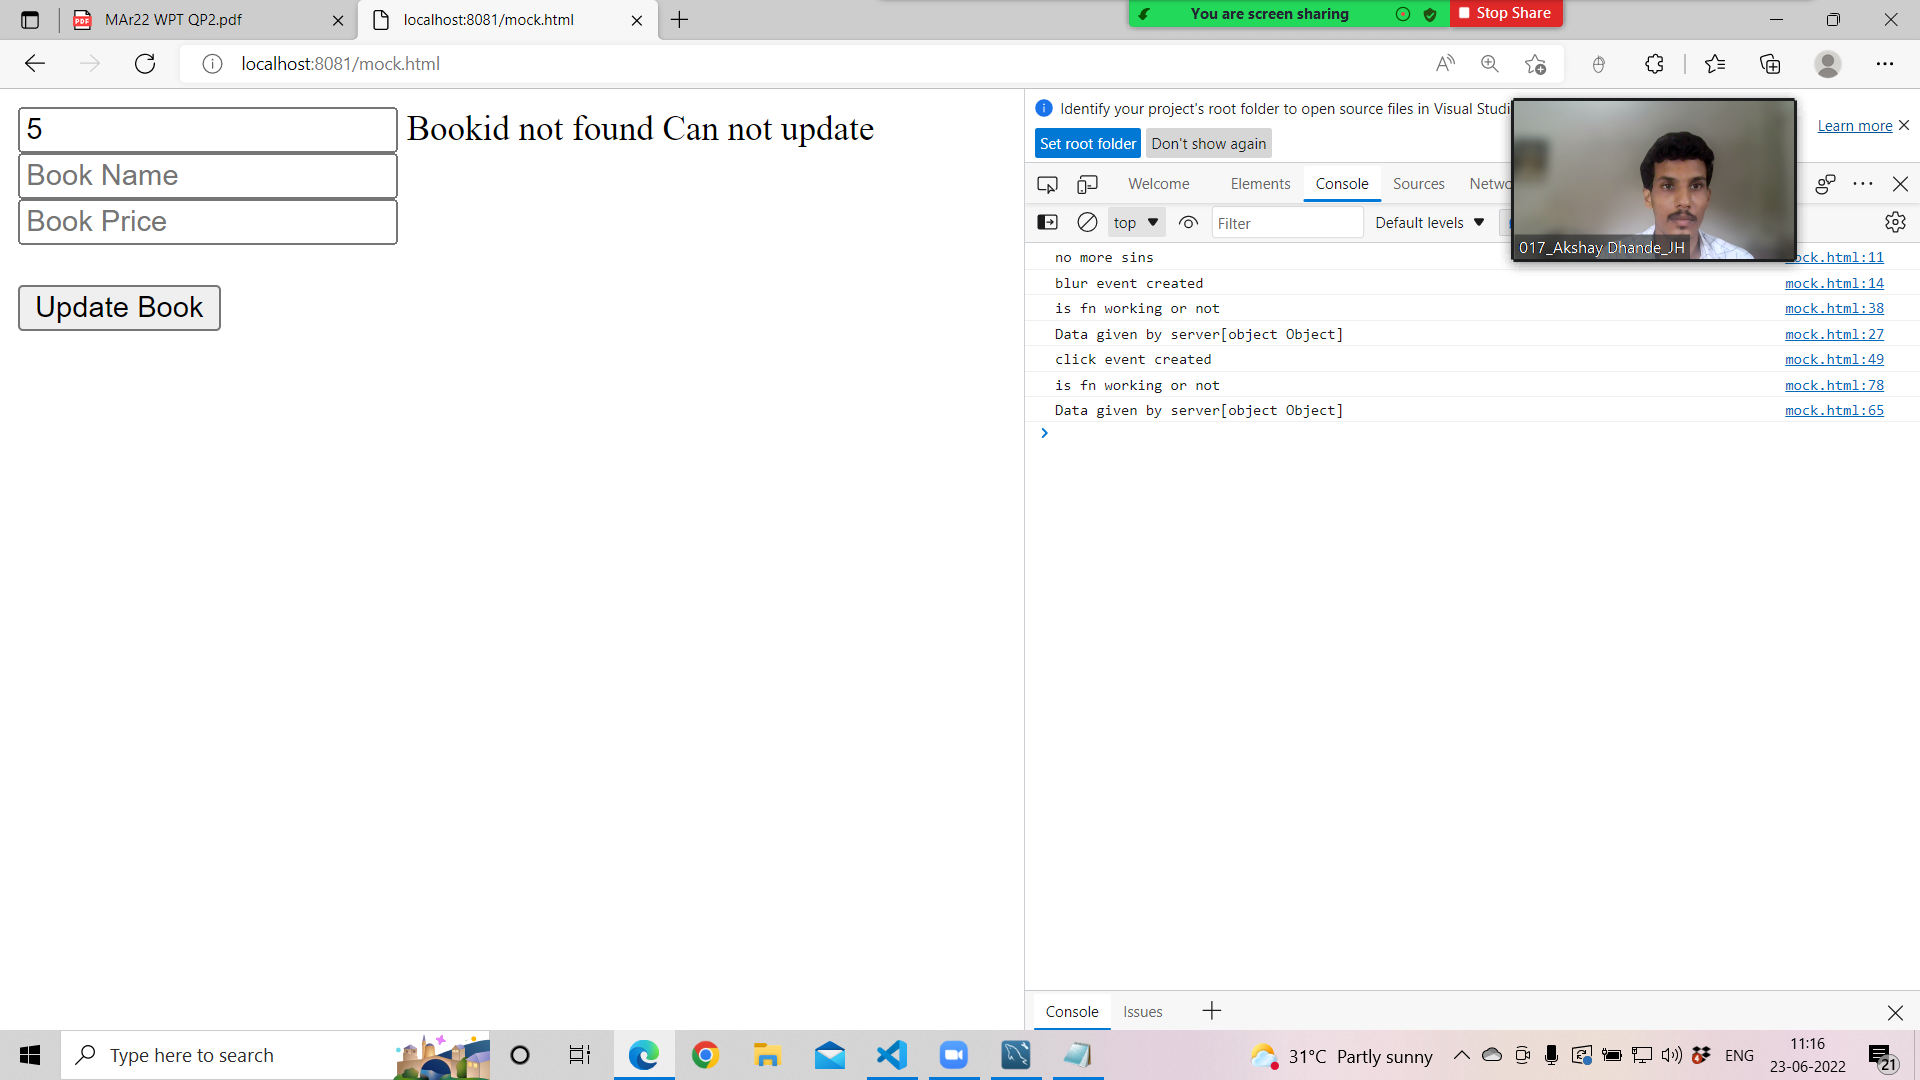 MAr22 WPT QP2.pdf
localhost:8081/mock.html
You are screen sharing
Stop Share
localhost:8081/mock.html
5
Bookid not found Can not update
Book Name
Book Price
Update Book
Identify your project's root folder to open source files in Visual Studi
Learn more
Set root folder
Don't show again
Welcome
Elements
Console
Sources
Netwo
top
Filter
Default levels
017_Akshay Dhande_JH
no more sins
ock.html:11
blur event created
mock.html:14
is fn working or not
mock.html:38
Data given by server[object Object]
mock.html:27
click event created
mock.html:49
is fn working or not
mock.html:78
Data given by server[object Object]
mock.html:65
Console
Issues
Type here to search
31°C Partly sunny
ENG
11:16
23-06-2022
21